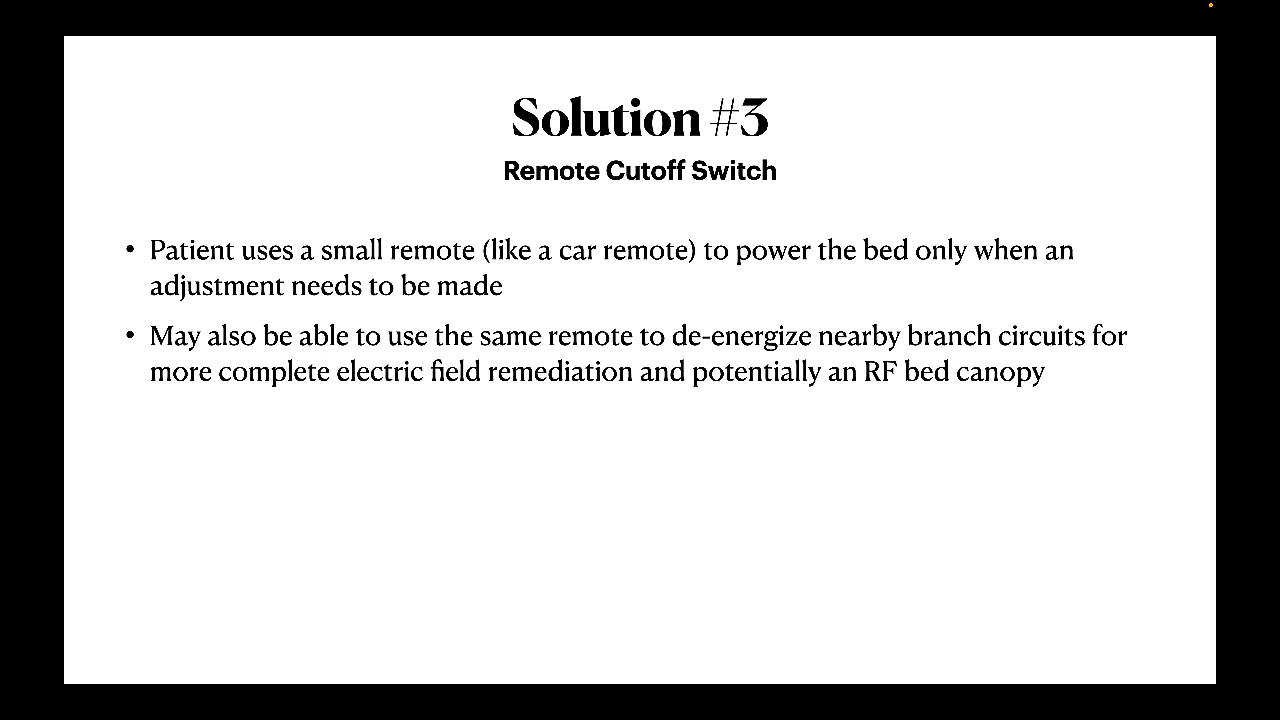 Solution #3
Remote Cutoff Switch
• Patient uses a small remote (like a car remote) to power the bed only when an
adjustment needs to be made
• May also be able to use the same remote to de-energize nearby branch circuits for
more complete electric field remediation and potentially an RF bed canopy